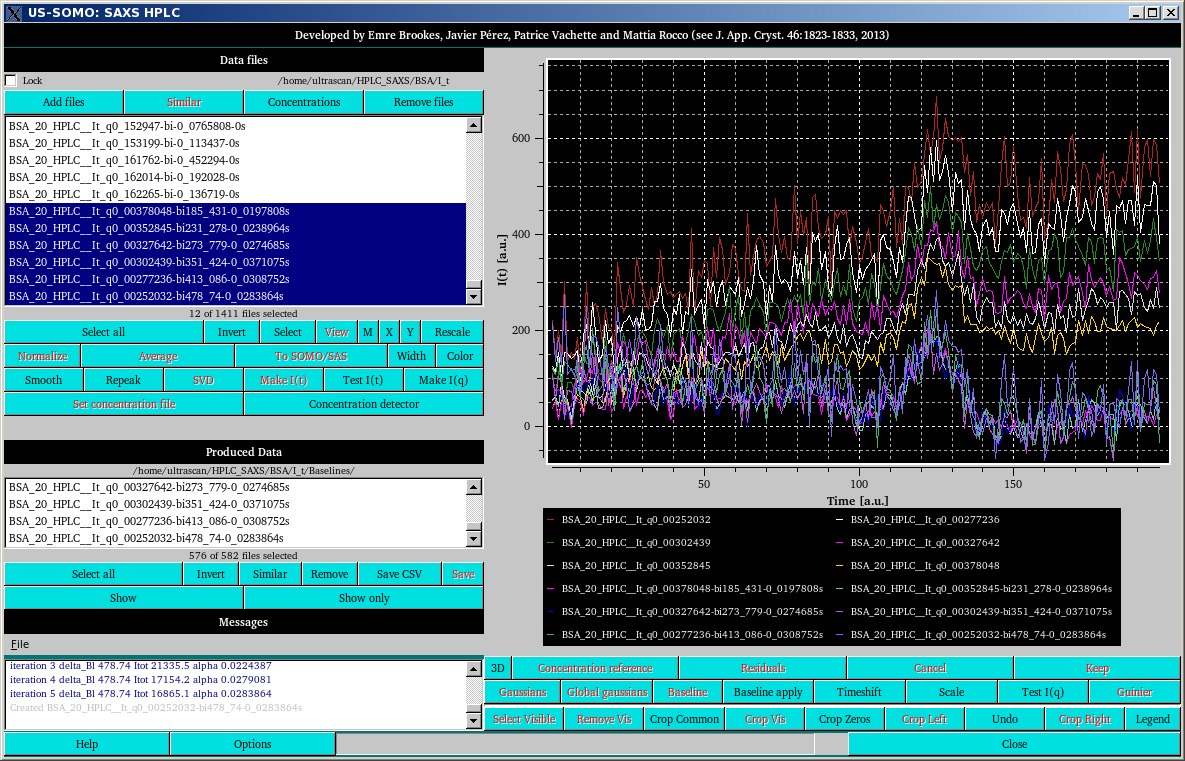 US-SOMO: SAXS HPLC
Developed by Emre Brookes, Javier Pérez, Patrice Vachette and Mattia Rocco (see J. App. Cryst. 46:1823-1833, 2013)
Data files
Lock /home/ultrascan/HPLC_SAXS/BSA/I_t
Add files Similar Concentrations Remove files
BSA_20_HPLC__It_q0_152947-bi-0_0765808-0s
BSA_20_HPLC__It_q0_153199-bi-0_113437-0s
BSA_20_HPLC__It_q0_161762-bi-0_452294-0s
BSA_20_HPLC__It_q0_162014-bi-0_192028-0s
BSA_20_HPLC__It_q0_162265-bi-0_136719-0s
BSA_20_HPLC__It_q0_00378048-bi185_431-0_0197808s
BSA_20_HPLC__It_q0_00352845-bi231_278-0_0238964s
BSA_20_HPLC__It_q0_00327642-bi273_779-0_0274685s
BSA_20_HPLC__It_q0_00302439-bi351_424-0_0371075s
BSA_20_HPLC__It_q0_00277236-bi413_086-0_0308752s
BSA_20_HPLC__It_q0_00252032-bi478_74-0_0283864s
12 of 1411 files selected
Select all Invert Select View M X Y Rescale
Normalize Average To SOMO/SAS Width Color
Smooth Repeak SVD Make I(t) Test I(t) Make I(q)
Set concentration file Concentration detector
Produced Data
/home/ultrascan/HPLC_SAXS/BSA/I_t/Baselines/
BSA_20_HPLC__It_q0_00327642-bi273_779-0_0274685s
BSA_20_HPLC__It_q0_00302439-bi351_424-0_0371075s
BSA_20_HPLC__It_q0_00277236-bi413_086-0_0308752s
BSA_20_HPLC__It_q0_00252032-bi478_74-0_0283864s
576 of 582 files selected
Select all Invert Similar Remove Save CSV Save
Show Show only
Messages
File
iteration 3 delta_BI 478.74 Itot 21335.5 alpha 0.0224387
iteration 4 delta_BI 478.74 Itot 17154.2 alpha 0.0279081
iteration 5 delta_BI 478.74 Itot 16865.1 alpha 0.0283864
Created BSA_20_HPLC__It_q0_00252032-bi478_74-0_0283864s
Help Options
600
400
200
0
I(t) [a.u.]
50 100 150
Time [a.u.]
BSA_20_HPLC__It_q0_00252032 BSA_20_HPLC__It_q0_00277236
BSA_20_HPLC__It_q0_00302439 BSA_20_HPLC__It_q0_00327642
BSA_20_HPLC__It_q0_00352845 BSA_20_HPLC__It_q0_00378048
BSA_20_HPLC__It_q0_00378048-bi185_431-0_0197808s BSA_20_HPLC__It_q0_00352845-bi231_278-0_0238964s
BSA_20_HPLC__It_q0_00327642-bi273_779-0_0274685s BSA_20_HPLC__It_q0_00302439-bi351_424-0_0371075s
BSA_20_HPLC__It_q0_00277236-bi413_086-0_0308752s BSA_20_HPLC__It_q0_00252032-bi478_74-0_0283864s
3D Concentration reference Residuals Cancel Keep
Gaussians Global gaussians Baseline Baseline apply Timeshift Scale Test I(q) Guinier
Select Visible Remove Vis Crop Common Crop Vis Crop Zeros Crop Left Undo Crop Right Legend
Close